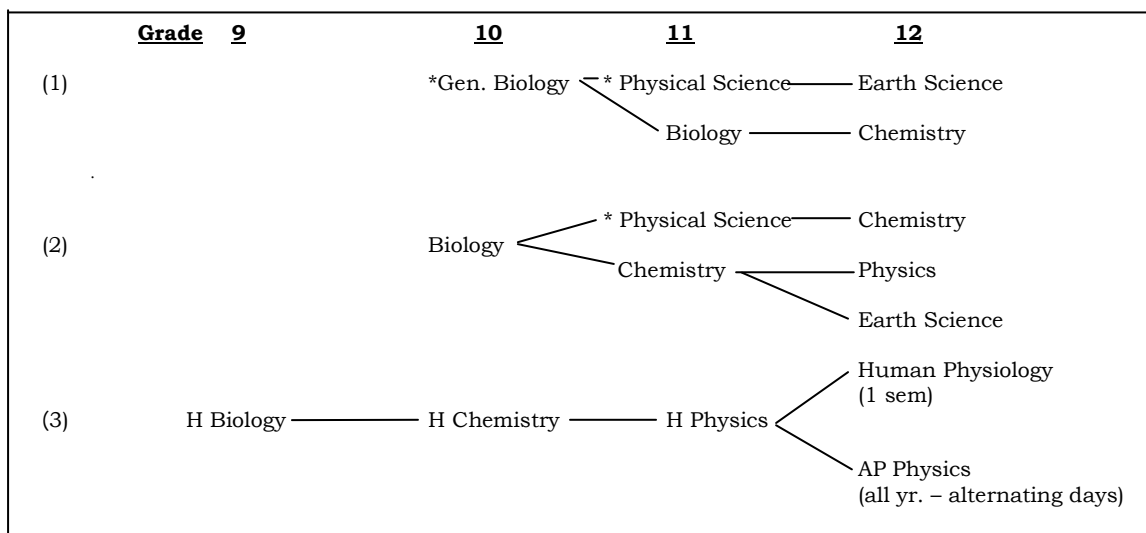 Grade 9 10 11 12
(1) *Gen. Biology * Physical Science Earth Science
Biology Chemistry
* Physical Science Chemistry
(2) Biology
Chemistry Physics
Earth Science
Human Physiology
(1 sem)
(3) H Biology H Chemistry H Physics
AP Physics
(all yr. – alternating days)